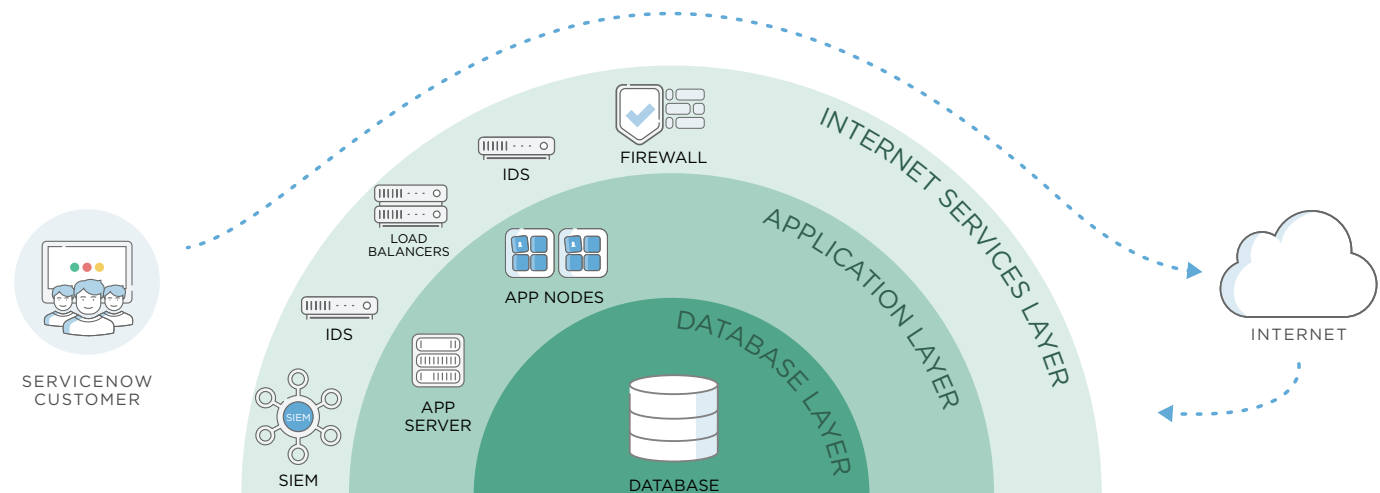 FIREWALL
IDS
LOAD
BALANCERS
IDS
SIEM
SIEM
APP NODES
APP
SERVER
DATABASE
INTERNET SERVICES LAYER
APPLICATION LAYER
DATABASE LAYER
SERVICENOW
CUSTOMER
INTERNET